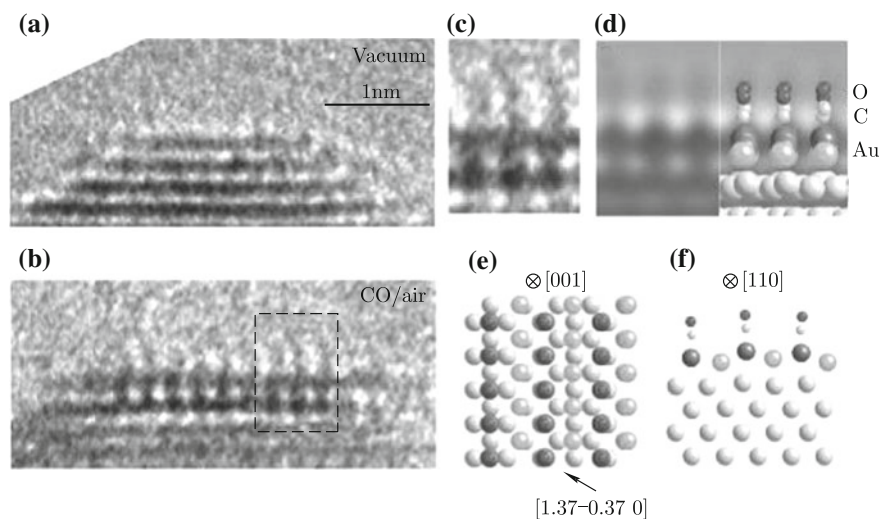 (a)
Vacuum
1nm
(b)
CO/air
(c)
(d)
O
C
Au
(e)
⊗[001]
[1.37–0.37 0]
(f)
⊗[110]